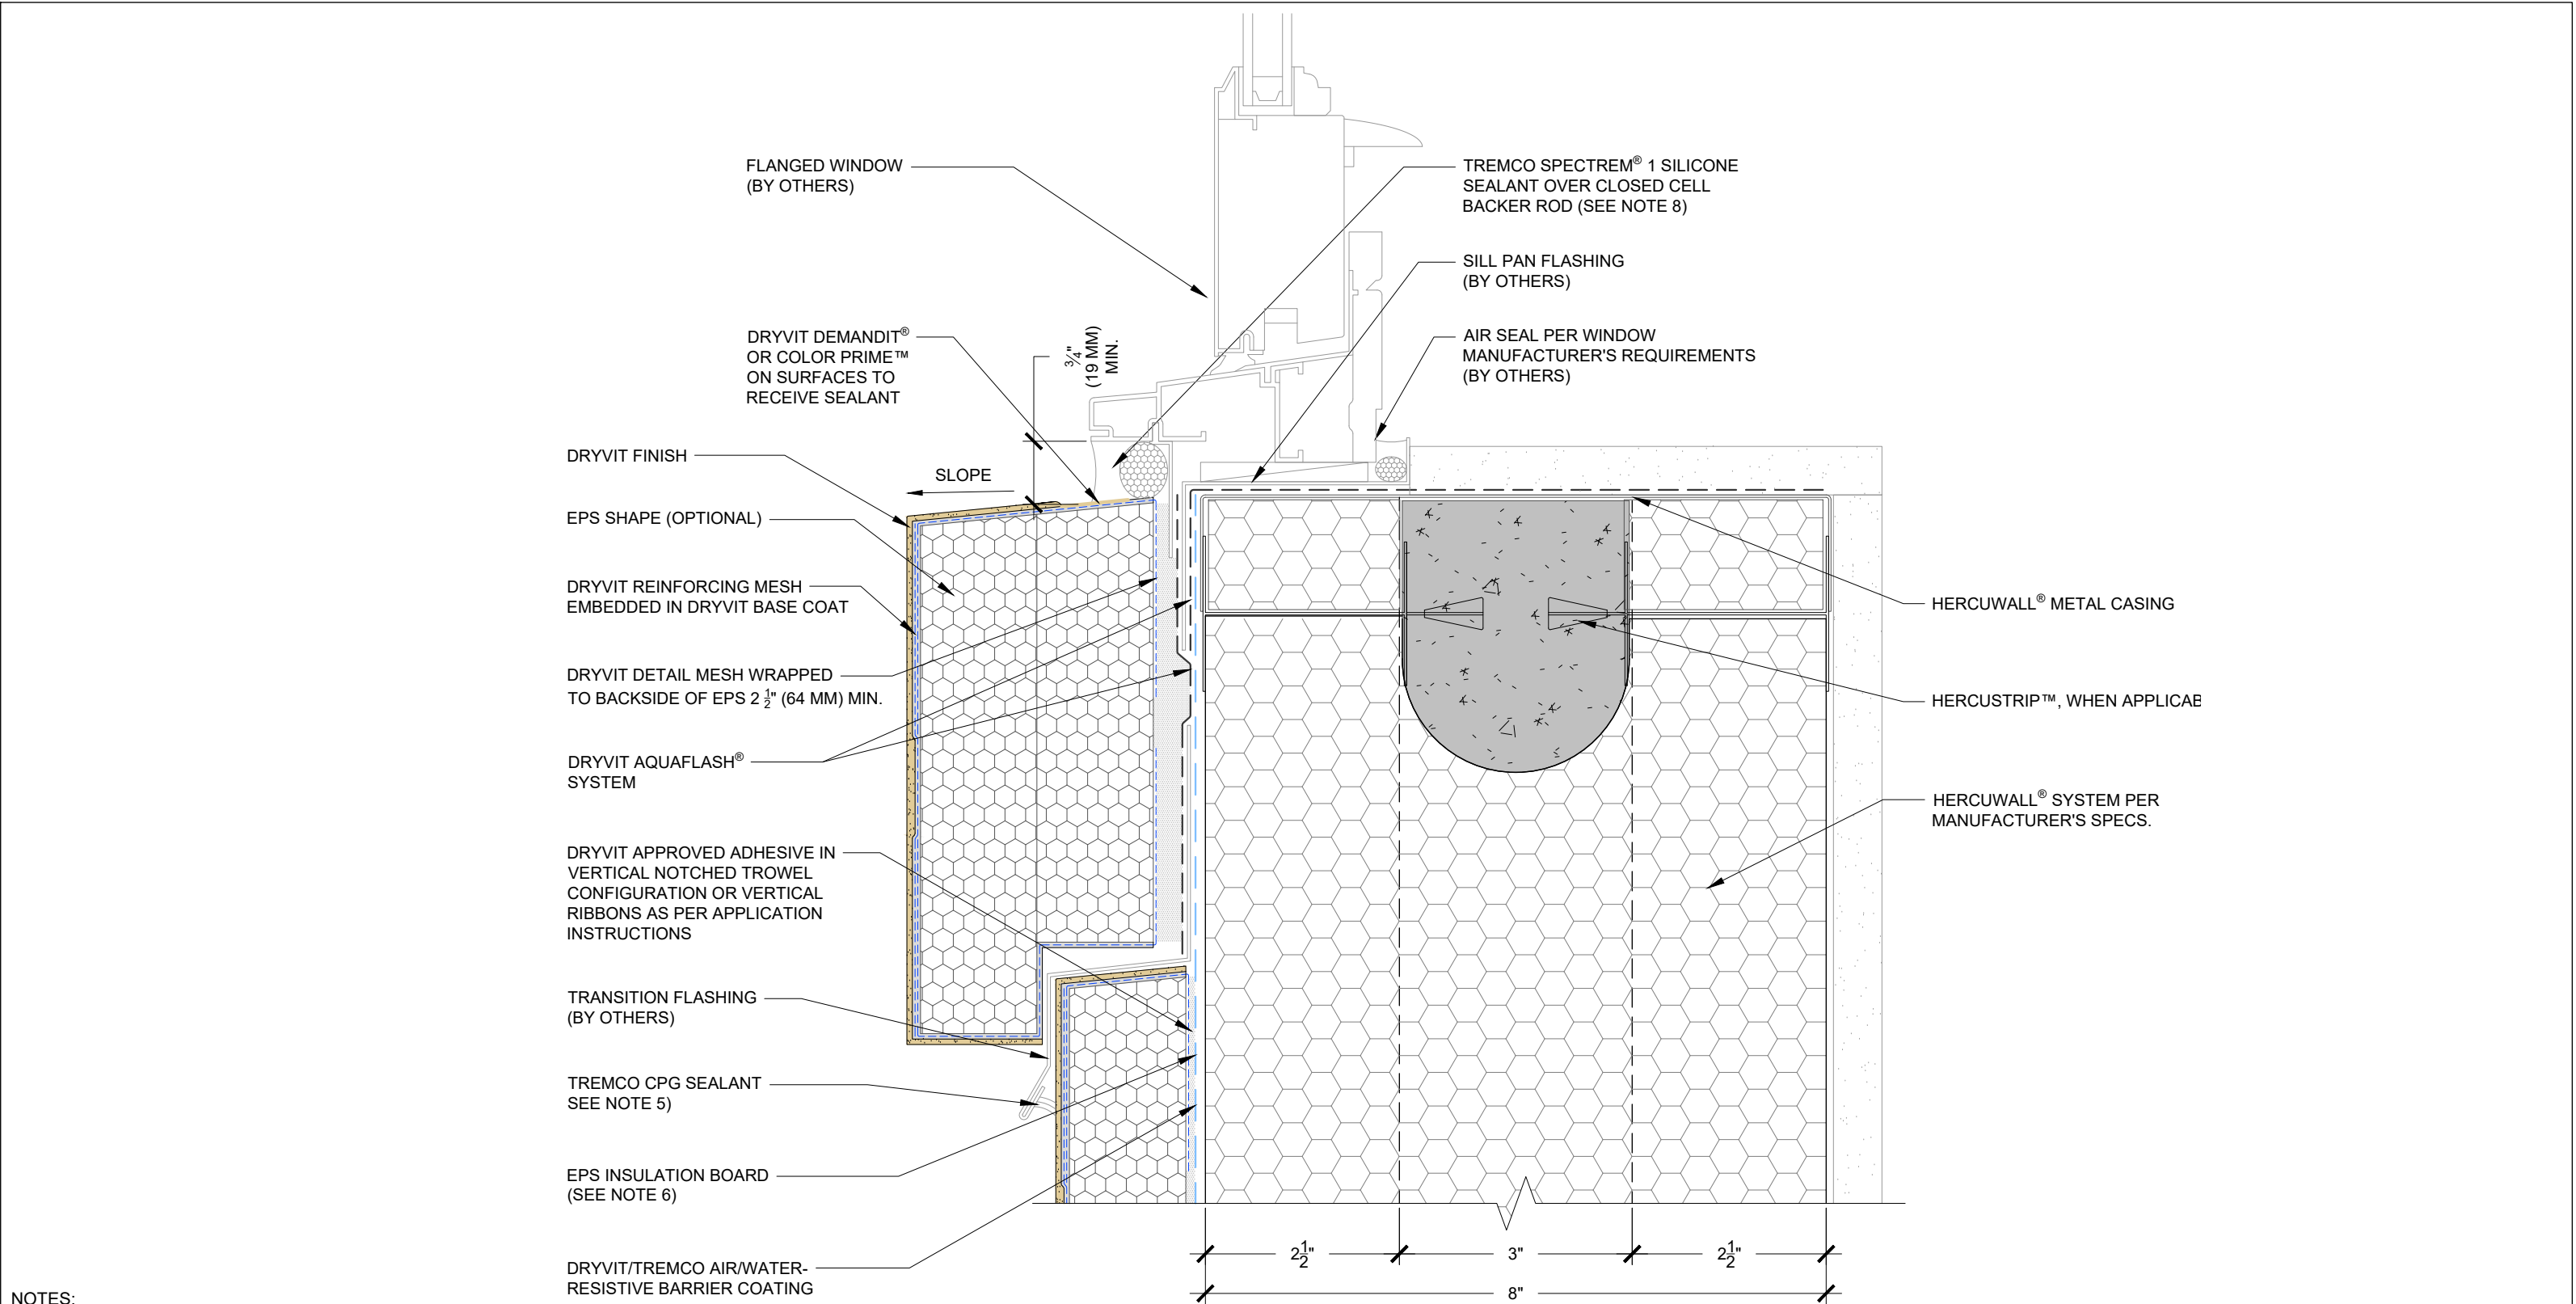 FLANGED WINDOW
(BY OTHERS)
DRYVIT DEMANDIT®
OR COLOR PRIME™
ON SURFACES TO
RECEIVE SEALANT
3/4"
(19 MM)
MIN.
DRYVIT FINISH
SLOPE
EPS SHAPE (OPTIONAL)
DRYVIT REINFORCING MESH
EMBEDDED IN DRYVIT BASE COAT
DRYVIT DETAIL MESH WRAPPED
TO BACKSIDE OF EPS 2 1/2" (64 MM) MIN.
DRYVIT AQUAFLASH®
SYSTEM
DRYVIT APPROVED ADHESIVE IN
VERTICAL NOTCHED TROWEL
CONFIGURATION OR VERTICAL
RIBBONS AS PER APPLICATION
INSTRUCTIONS
TRANSITION FLASHING
(BY OTHERS)
TREMCO CPG SEALANT
SEE NOTE 5)
EPS INSULATION BOARD
(SEE NOTE 6)
DRYVIT/TREMCO AIR/WATER-
RESISTIVE BARRIER COATING
TREMCO SPECTREM® 1 SILICONE
SEALANT OVER CLOSED CELL
BACKER ROD (SEE NOTE 8)
SILL PAN FLASHING
(BY OTHERS)
AIR SEAL PER WINDOW
MANUFACTURER'S REQUIREMENTS
(BY OTHERS)
HERCUWALL® METAL CASING
HERCUSTRIP™, WHEN APPLICAB
HERCUWALL® SYSTEM PER
MANUFACTURER'S SPECS.
2 1/2"
3"
2 1/2"
8"
NOTES: